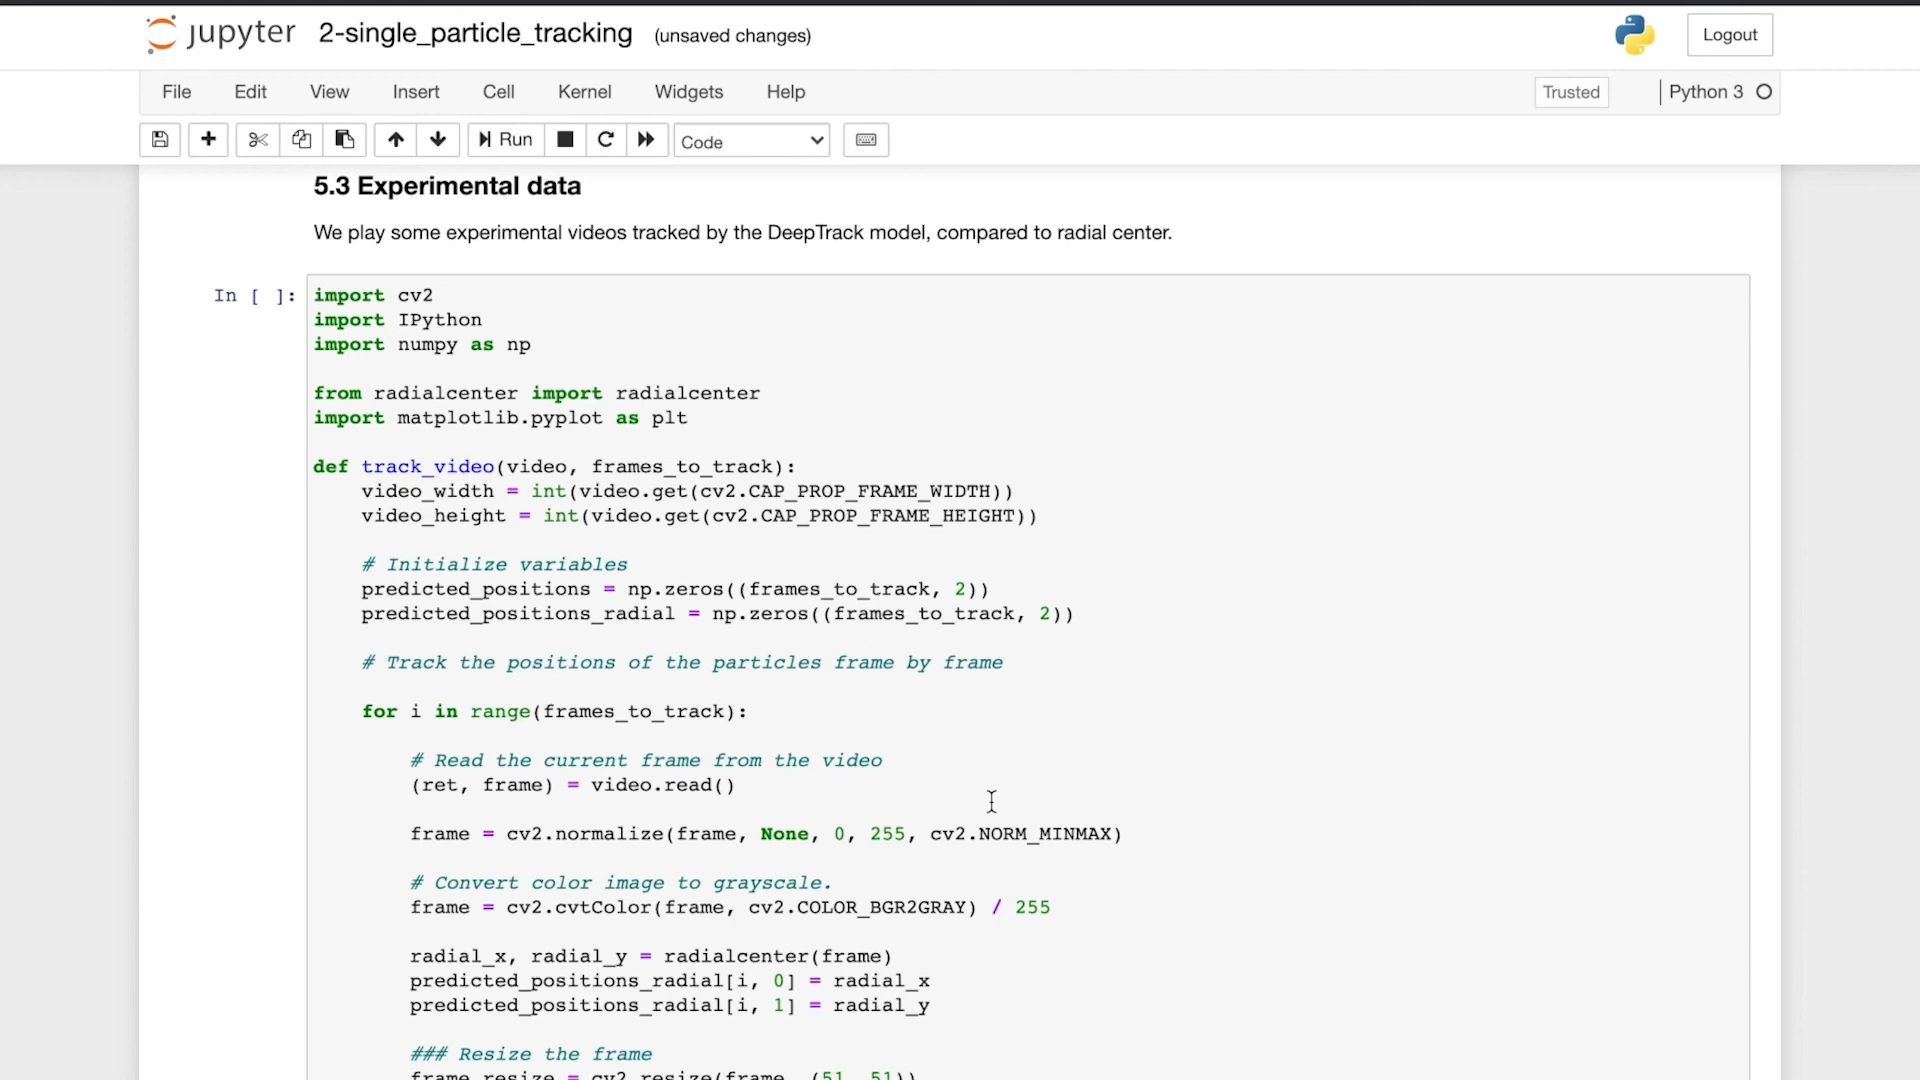 jupyter 2-single_particle_tracking (unsaved changes) Logout
File Edit View Insert Cell Kernel Widgets Help Trusted Python 3
Run Code
5.3 Experimental data
We play some experimental videos tracked by the DeepTrack model, compared to radial center.
In [ ]: import cv2
import IPython
import numpy as np
from radialcenter import radialcenter
import matplotlib.pyplot as plt
def track_video(video, frames_to_track):
video_width = int(video.get(cv2.CAP_PROP_FRAME_WIDTH))
video_height = int(video.get(cv2.CAP_PROP_FRAME_HEIGHT))
# Initialize variables
predicted_positions = np.zeros((frames_to_track, 2))
predicted_positions_radial = np.zeros((frames_to_track, 2))
# Track the positions of the particles frame by frame
for i in range(frames_to_track):
# Read the current frame from the video
(ret, frame) = video.read()
frame = cv2.normalize(frame, None, 0, 255, cv2.NORM_MINMAX)
# Convert color image to grayscale.
frame = cv2.cvtColor(frame, cv2.COLOR_BGR2GRAY) / 255
radial_x, radial_y = radialcenter(frame)
predicted_positions_radial[i, 0] = radial_x
predicted_positions_radial[i, 1] = radial_y
### Resize the frame
frame_resize = cv2.resize(frame, (51, 51))